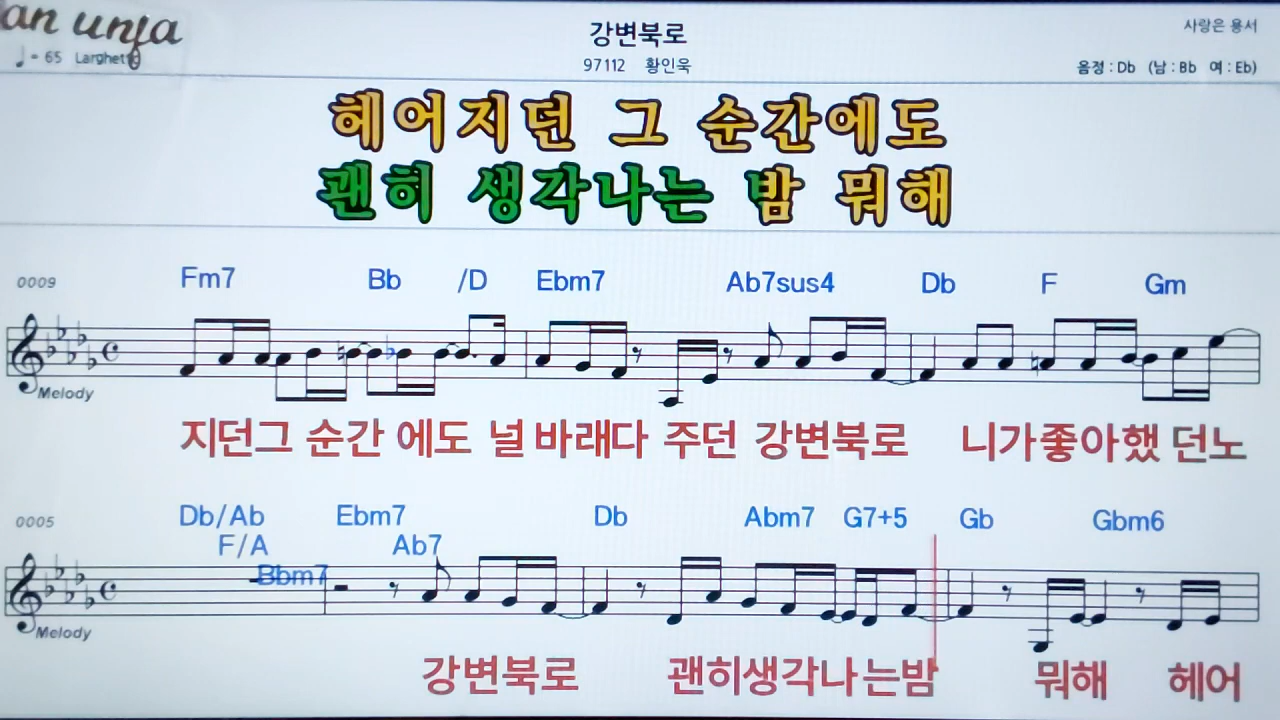 an unja
강변북로
사랑은 용서
♩= 65 Larghetto
97112 황인욱
음정 : Db (남 : Bb 여 : Eb)
헤어지던 그 순간에도
괜히 생각나는 밤 뭐해
0009
Fm7 Bb /D Ebm7 Ab7sus4 Db F Gm
Melody
지던그 순간 에도 널 바래다 주던 강변북로 니가좋아했 던노
0005
Db/Ab Ebm7 Db Abm7 G7+5 Gb Gbm6
F/A Ab7
Bbm7
Melody
강변북로 괜히생각나는밤 뭐해 헤어